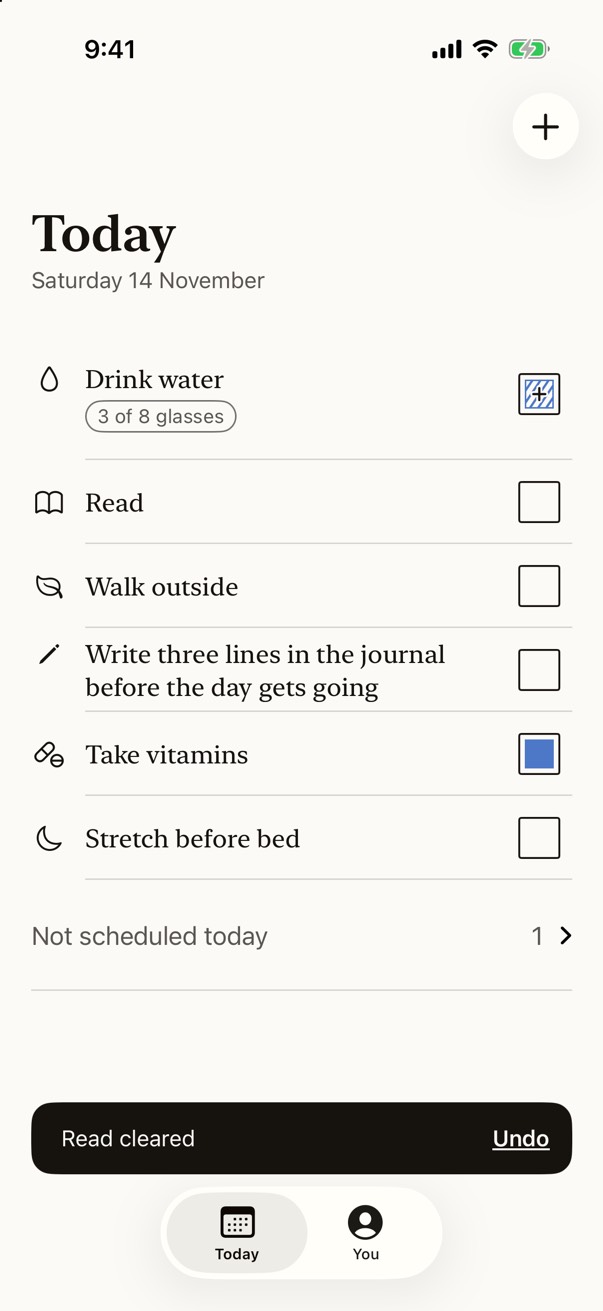 9:41
Today
Saturday 14 November
Drink water
3 of 8 glasses
Read
Walk outside
Write three lines in the journal
before the day gets going
Take vitamins
Stretch before bed
Not scheduled today 1
Read cleared Undo
Today You